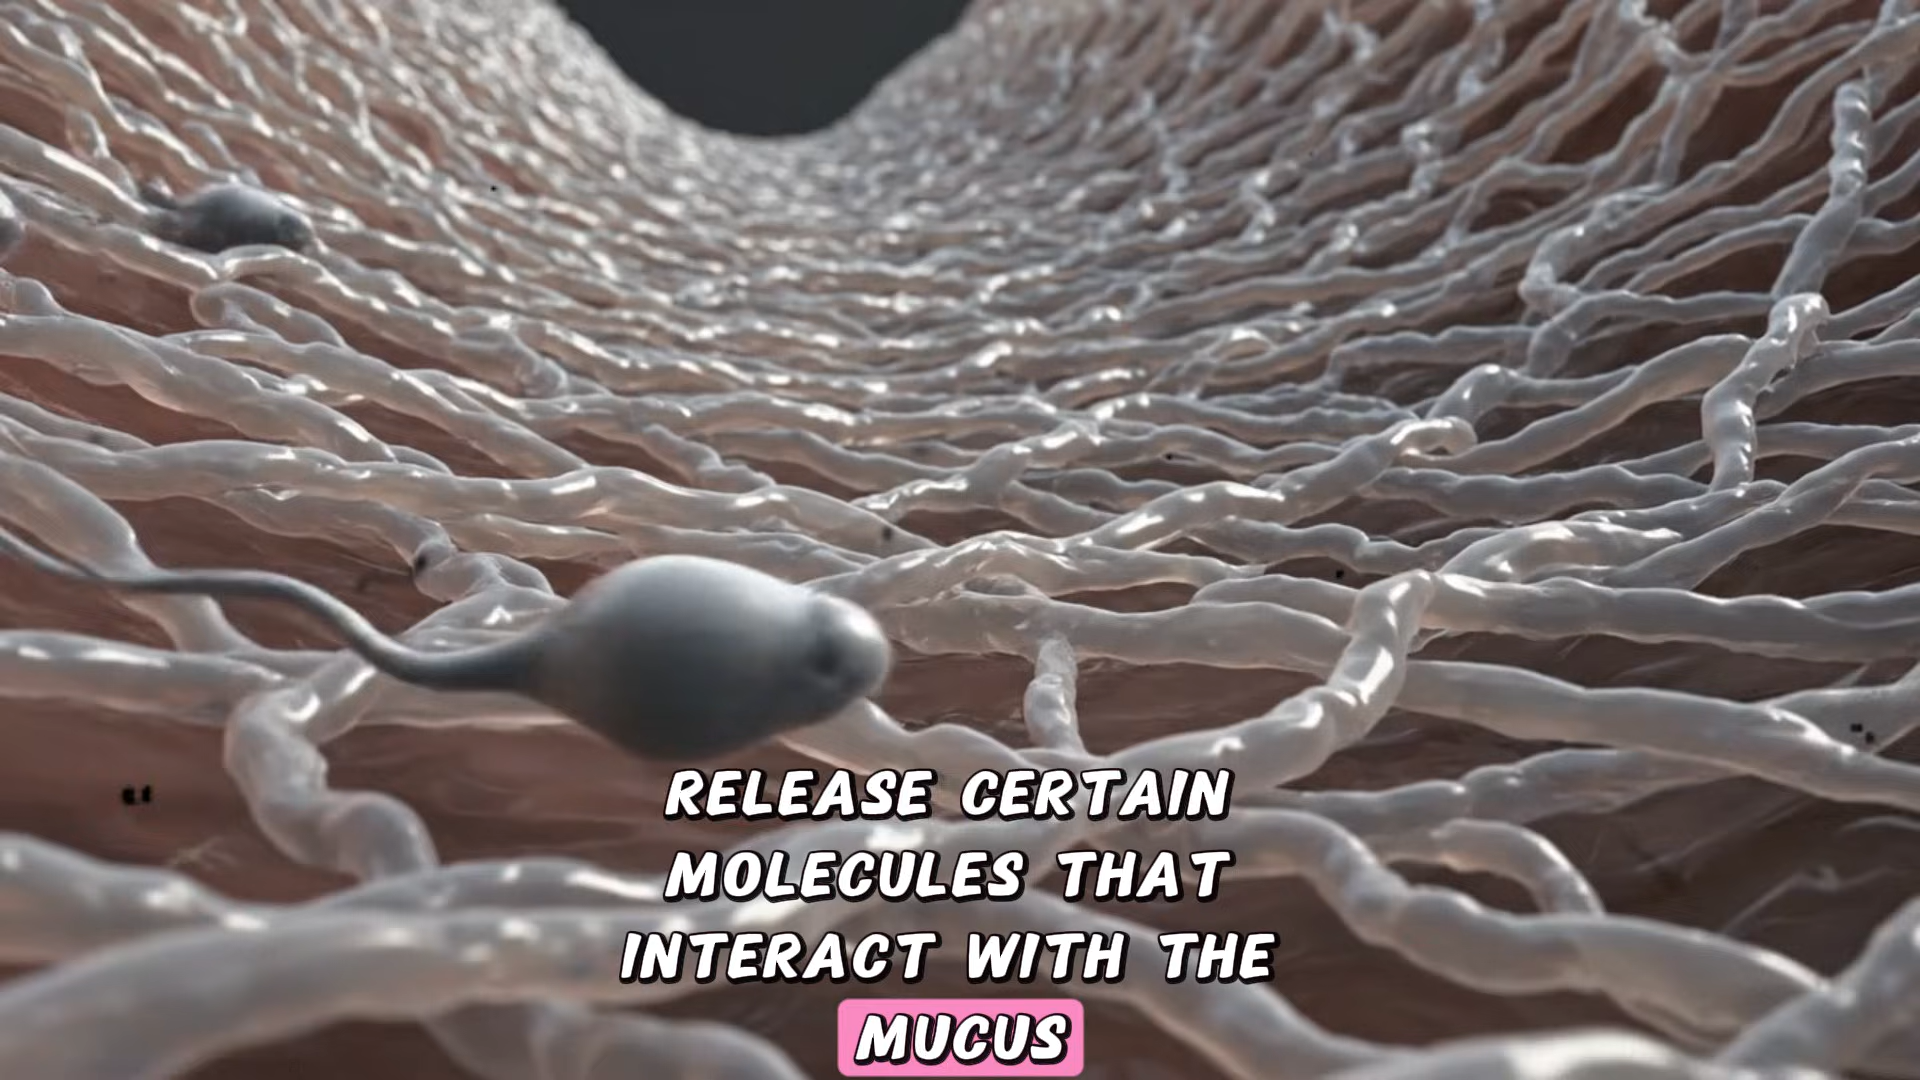 RELEASE CERTAIN
MOLECULES THAT
INTERACT WITH THE
MUCUS